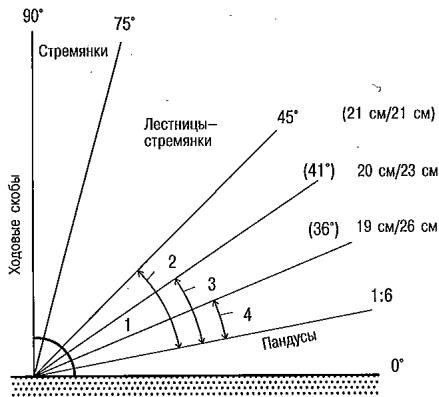 90°
75°
Стремянки
45°
(21 см/21 см)
Лестницы–
стремянки
(41°)
20 см/23 см
(36°)
19 см/26 см
Ходовые скобы
2
3
1
4
1:6
Пандусы
0°